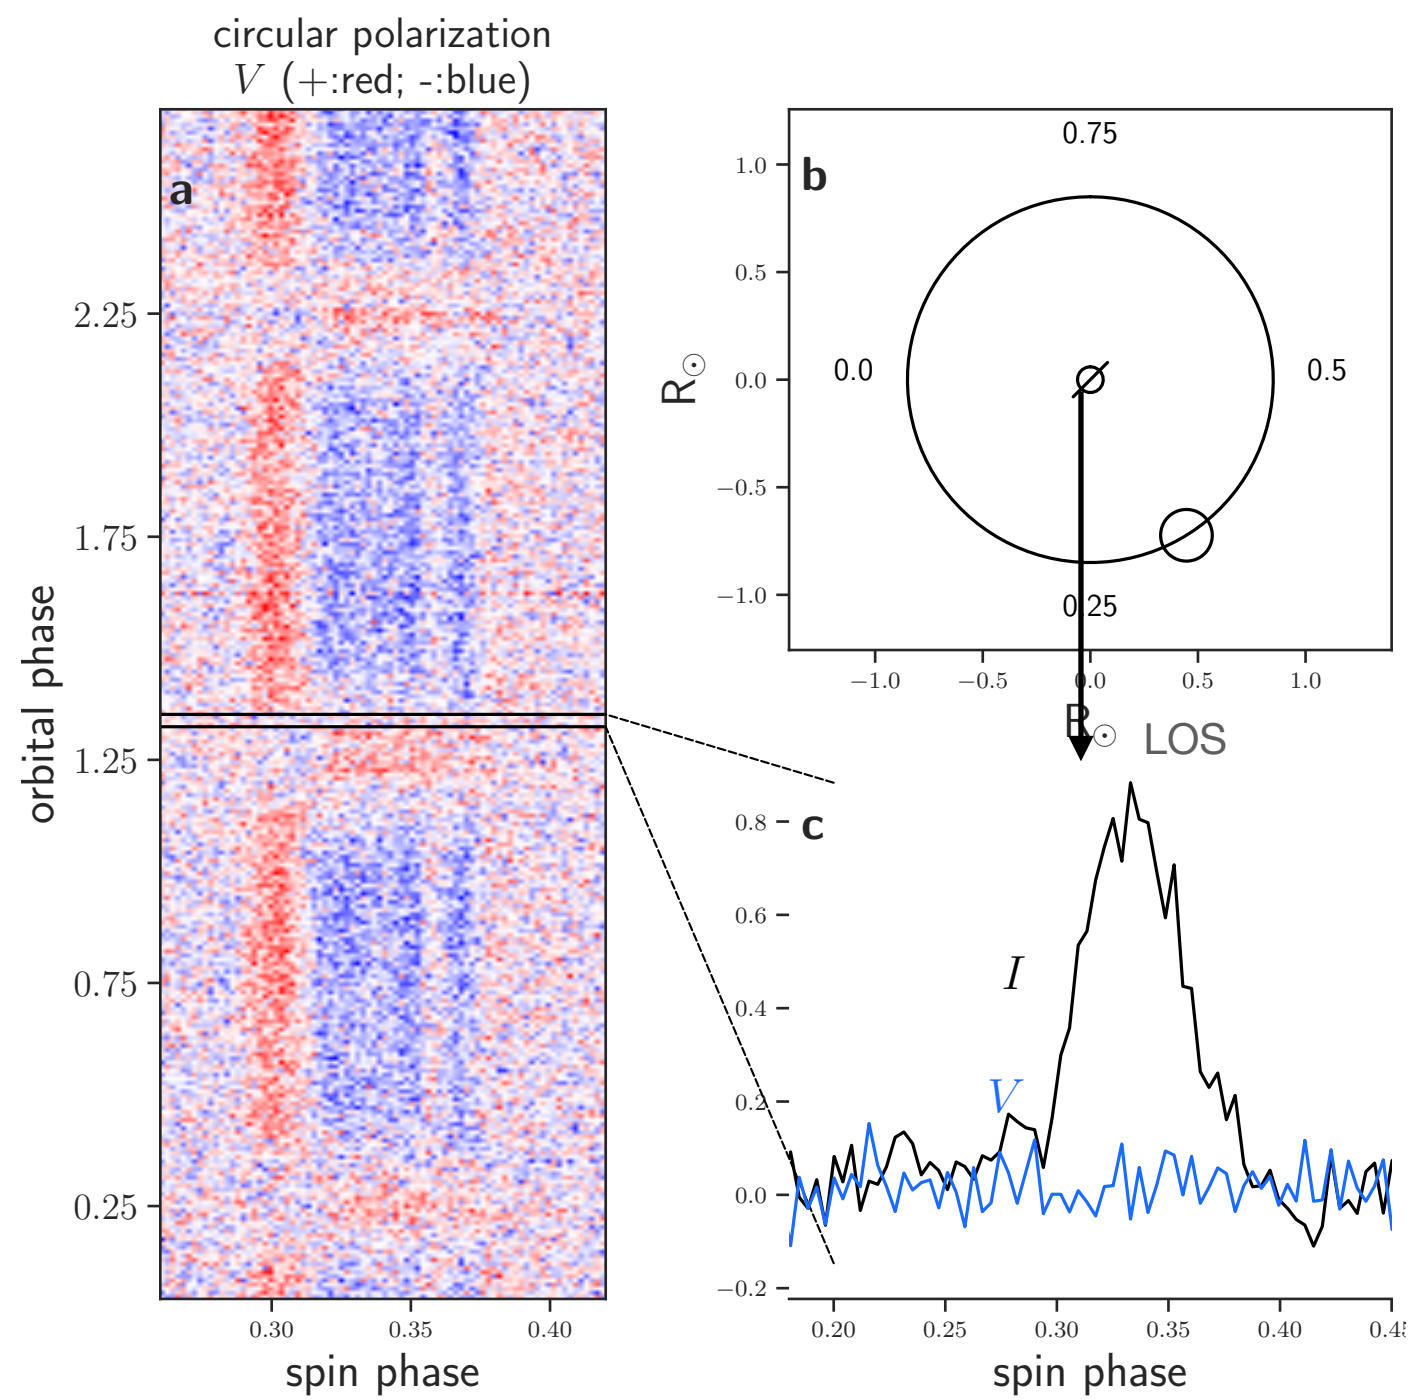 circular polarization
V (+:red; -:blue)
a
2.25
1.75
1.25
0.75
0.25
orbital phase
0.30 0.35 0.40
spin phase
b
0.75
0.0
0.5
0.25
1.0
0.5
0.0
−0.5
−1.0
R☉
−1.0 −0.5 0.0 0.5 1.0
R☉ LOS
c
I
V
0.8
0.6
0.4
0.2
0.0
−0.2
0.20 0.25 0.30 0.35 0.40 0.45
spin phase